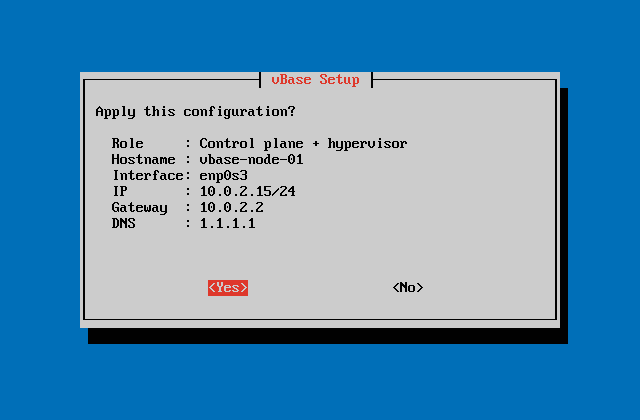 vBase Setup
Apply this configuration?
Role     : Control plane + hypervisor
Hostname : vbase-node-01
Interface: enp0s3
IP       : 10.0.2.15/24
Gateway  : 10.0.2.2
DNS      : 1.1.1.1
<Yes> <No>